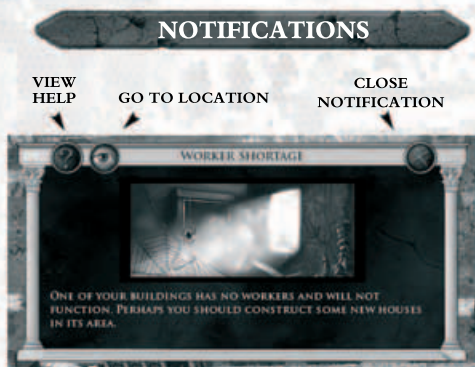 NOTIFICATIONS
VIEW
HELP
GO TO LOCATION
CLOSE
NOTIFICATION
?
WORKER SHORTAGE
ONE OF YOUR BUILDINGS HAS NO WORKERS AND WILL NOT
FUNCTION. PERHAPS YOU SHOULD CONSTRUCT SOME NEW HOUSES
IN ITS AREA.